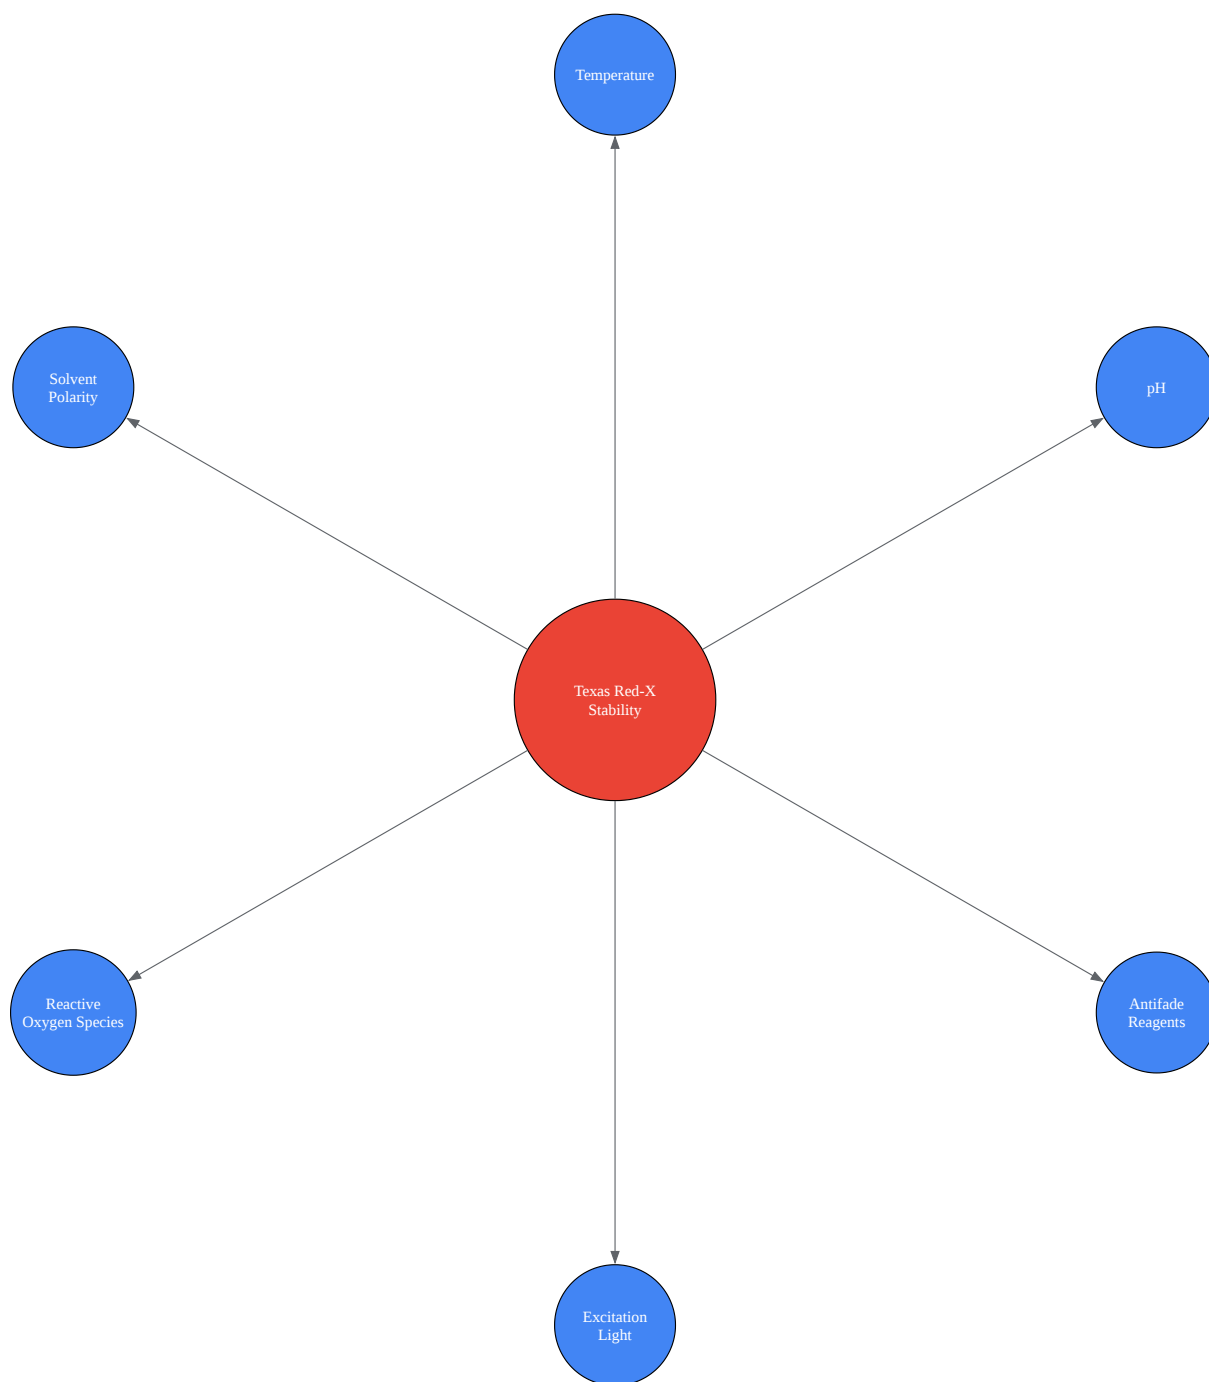 Temperature
Solvent
Polarity
pH
Texas Red-X
Stability
Reactive
Oxygen Species
Antifade
Reagents
Excitation
Light